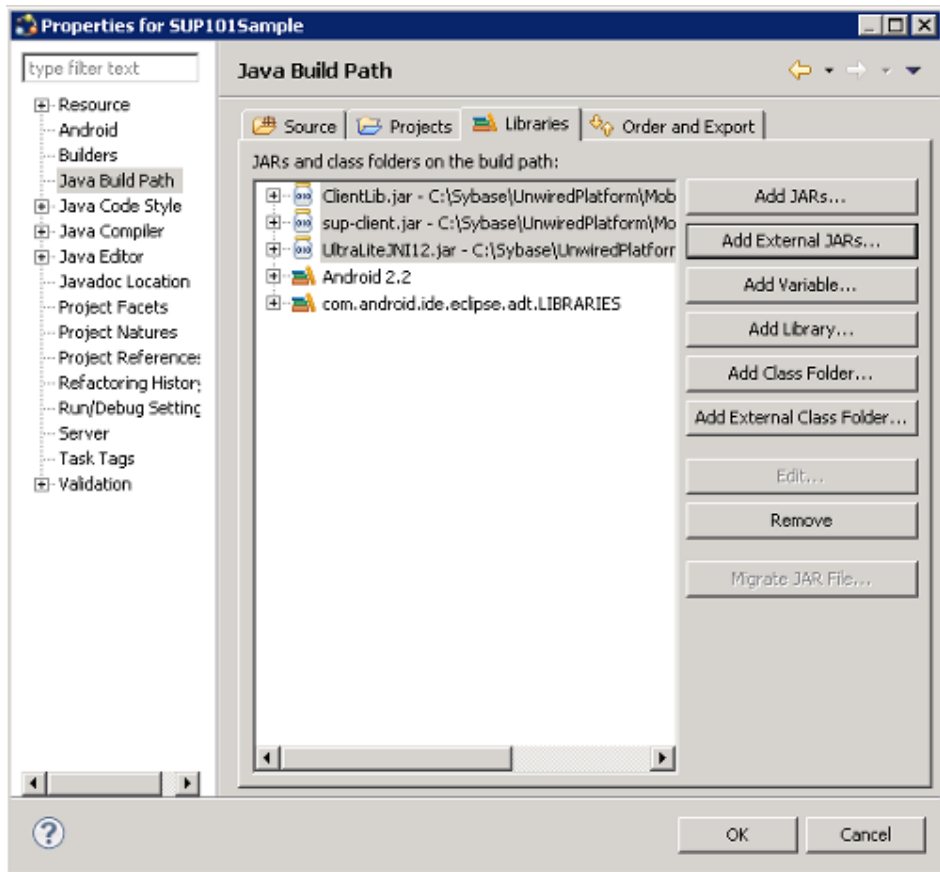 Properties for SUP101Sample
type filter text
Java Build Path
Resource
Android
Builders
Java Build Path
Java Code Style
Java Compiler
Java Editor
Javadoc Location
Project Facets
Project Natures
Project References
Refactoring History
Run/Debug Setting
Server
Task Tags
Validation
Source Projects Libraries Order and Export
JARs and class folders on the build path:
ClientLib.jar - C:\Sybase\UnwiredPlatform\Mob
sup-client.jar - C:\Sybase\UnwiredPlatform\Mo
UltraLiteJNI12.jar - C:\Sybase\UnwiredPlatforr
Android 2.2
com.android.ide.eclipse.adt.LIBRARIES
Add JARs...
Add External JARs...
Add Variable...
Add Library...
Add Class Folder...
Add External Class Folder...
Edit...
Remove
Migrate JAR File...
?
OK Cancel